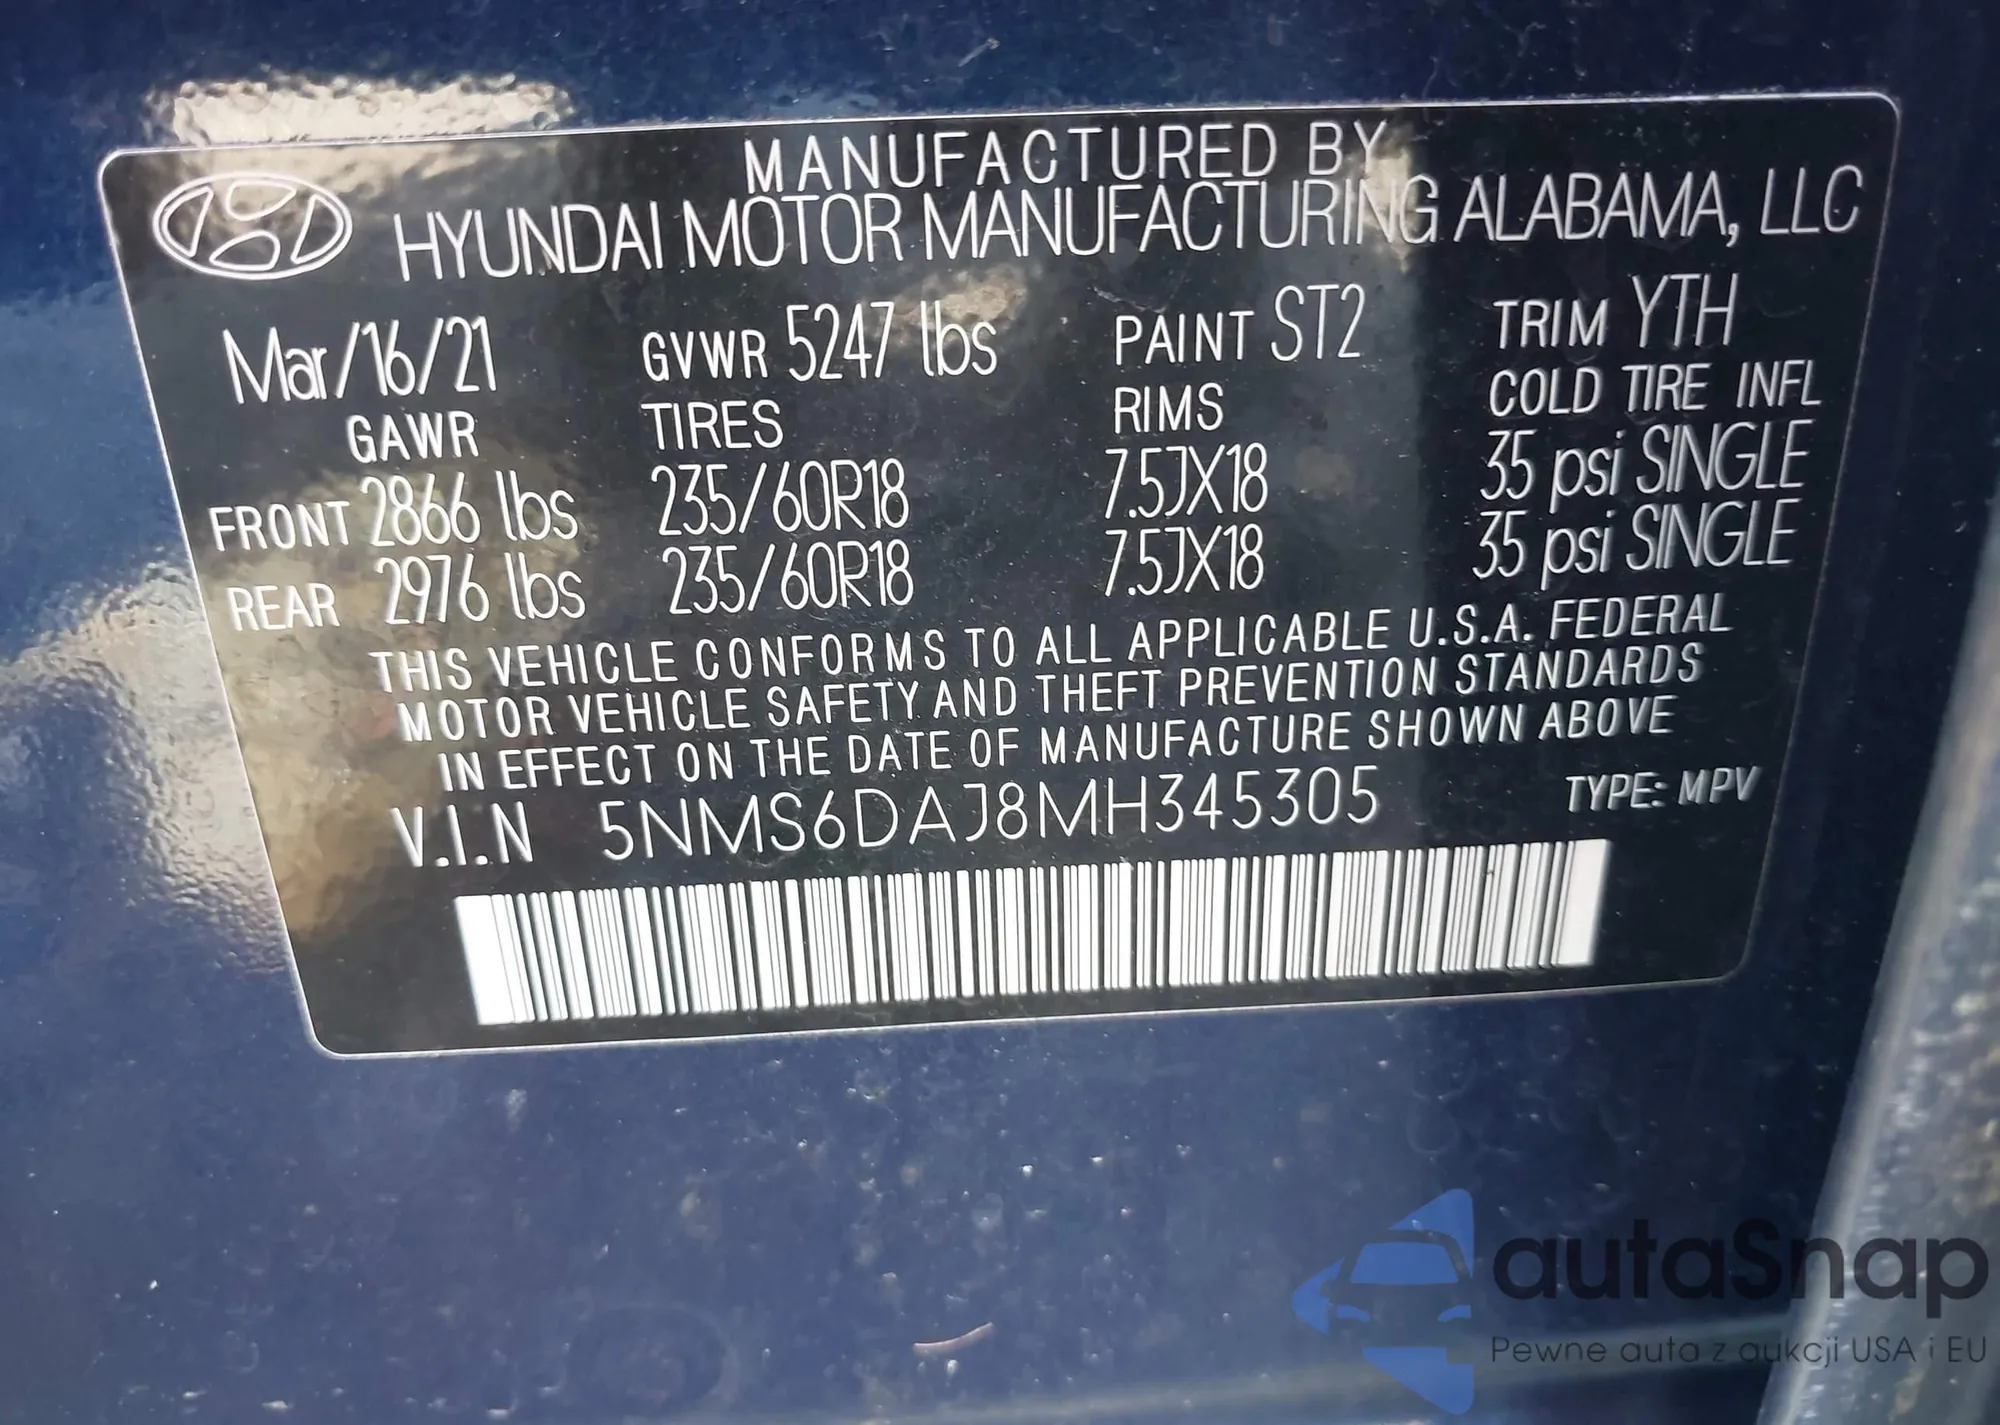 MANUFACTURED BY
HYUNDAI MOTOR MANUFACTURING ALABAMA, LLC
Mar/16/21 GVWR 5247 lbs PAINT ST2 TRIM YTH
GAWR TIRES RIMS COLD TIRE INFL
FRONT 2866 lbs 235/60R18 7.5JX18 35 psi SINGLE
REAR 2976 lbs 235/60R18 7.5JX18 35 psi SINGLE
THIS VEHICLE CONFORMS TO ALL APPLICABLE U.S.A. FEDERAL
MOTOR VEHICLE SAFETY AND THEFT PREVENTION STANDARDS
IN EFFECT ON THE DATE OF MANUFACTURE SHOWN ABOVE
V.I.N 5NMS6DAJ8MH345305 TYPE: MPV
autaSnap
Pewne auta z aukcji USA i EU